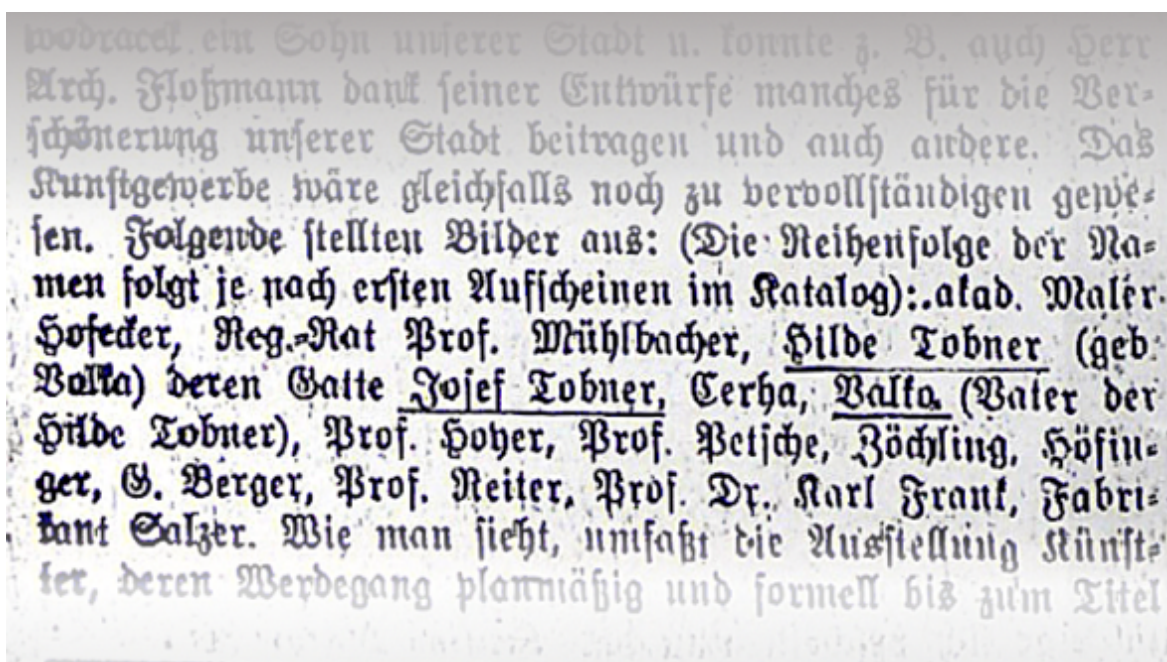 wodracek ein Sohn unserer Stadt u. konnte z. B. auch Herr
Arch. Floßmann dank seiner Entwürfe manches für die Ver-
schönerung unserer Stadt beitragen und auch andere. Das
Kunstgewerbe wäre gleichfalls noch zu vervollständigen gewe-
sen. Folgende stellten Bilder aus: (Die Reihenfolge der Na-
men folgt je nach ersten Aufscheinen im Katalog): akad. Maler
Hofecker, Reg.-Rat Prof. Mühlbacher, Hilde Tobner (geb.
Valka) deren Gatte Josef Tobner, Cerha, Valka (Vater der
Hilde Tobner), Prof. Hoyer, Prof. Petsche, Zöchling, Höfin-
ger, G. Berger, Prof. Reiter, Prof. Dr. Karl Frank, Fabri-
kant Salzer. Wie man sieht, umfaßt die Ausstellung Künst-
ler, deren Werdegang planmäßig und formell bis zum Titel